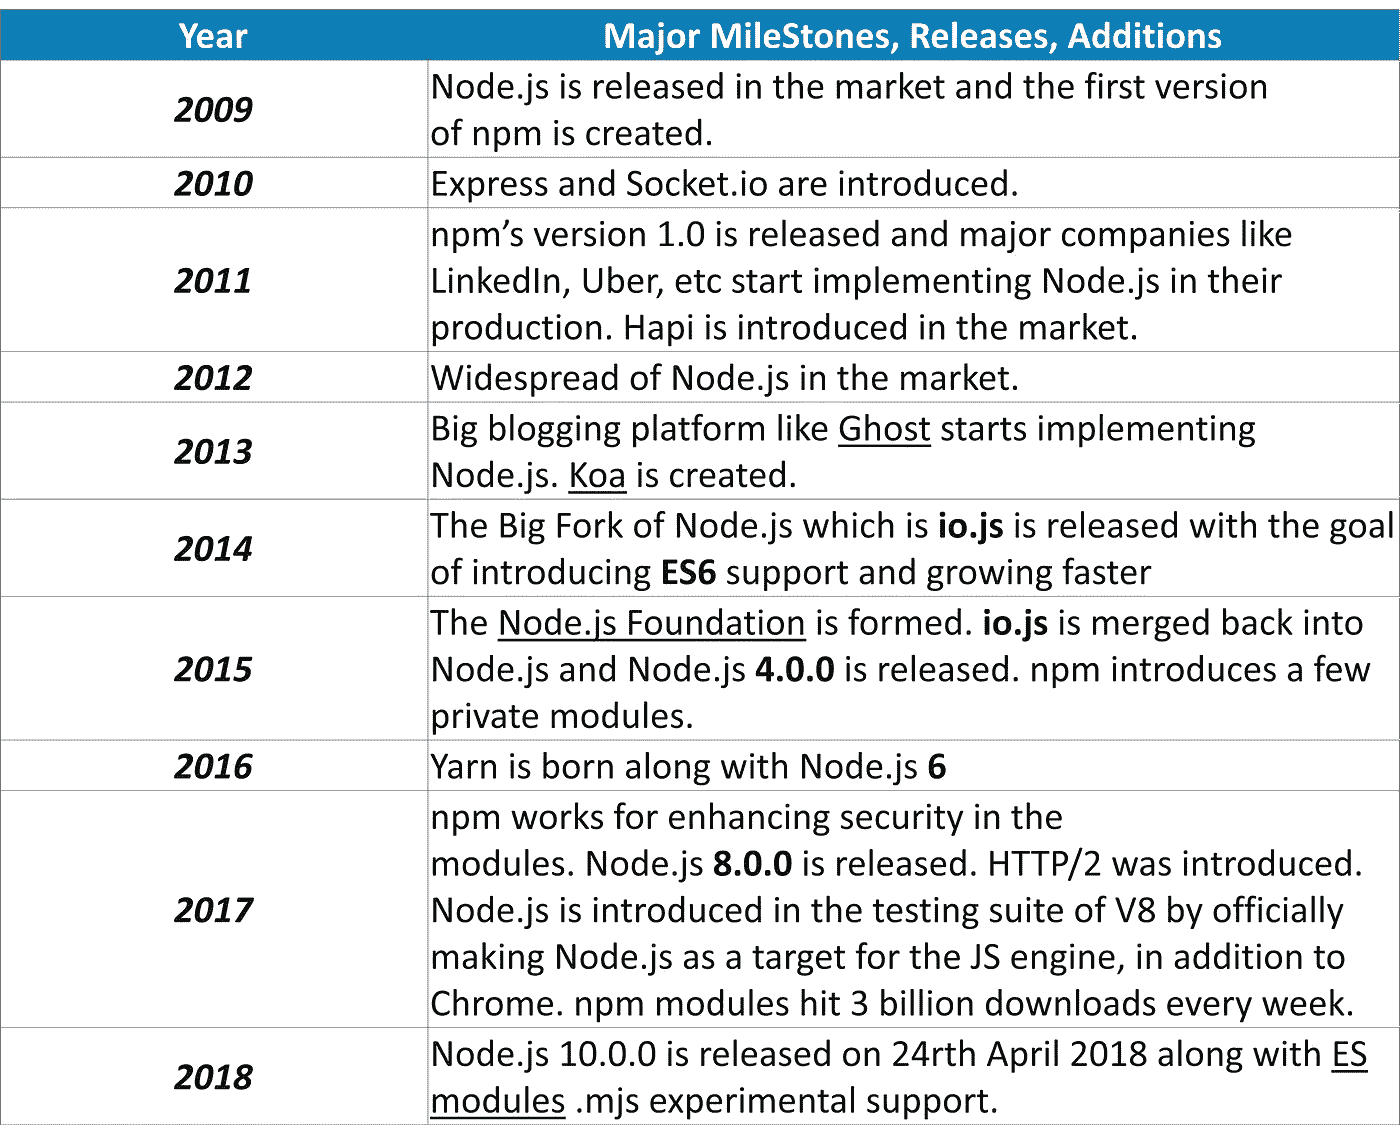 Year Major MileStones, Releases, Additions
2009
Node.js is released in the market and the first version
of npm is created.
2010
Express and Socket.io are introduced.
2011
npm’s version 1.0 is released and major companies like
LinkedIn, Uber, etc start implementing Node.js in their
production. Hapi is introduced in the market.
2012
Widespread of Node.js in the market.
2013
Big blogging platform like Ghost starts implementing
Node.js. Koa is created.
2014
The Big Fork of Node.js which is io.js is released with the goal
of introducing ES6 support and growing faster
2015
The Node.js Foundation is formed. io.js is merged back into
Node.js and Node.js 4.0.0 is released. npm introduces a few
private modules.
2016
Yarn is born along with Node.js 6
2017
npm works for enhancing security in the
modules. Node.js 8.0.0 is released. HTTP/2 was introduced.
Node.js is introduced in the testing suite of V8 by officially
making Node.js as a target for the JS engine, in addition to
Chrome. npm modules hit 3 billion downloads every week.
2018
Node.js 10.0.0 is released on 24rth April 2018 along with ES
modules .mjs experimental support.